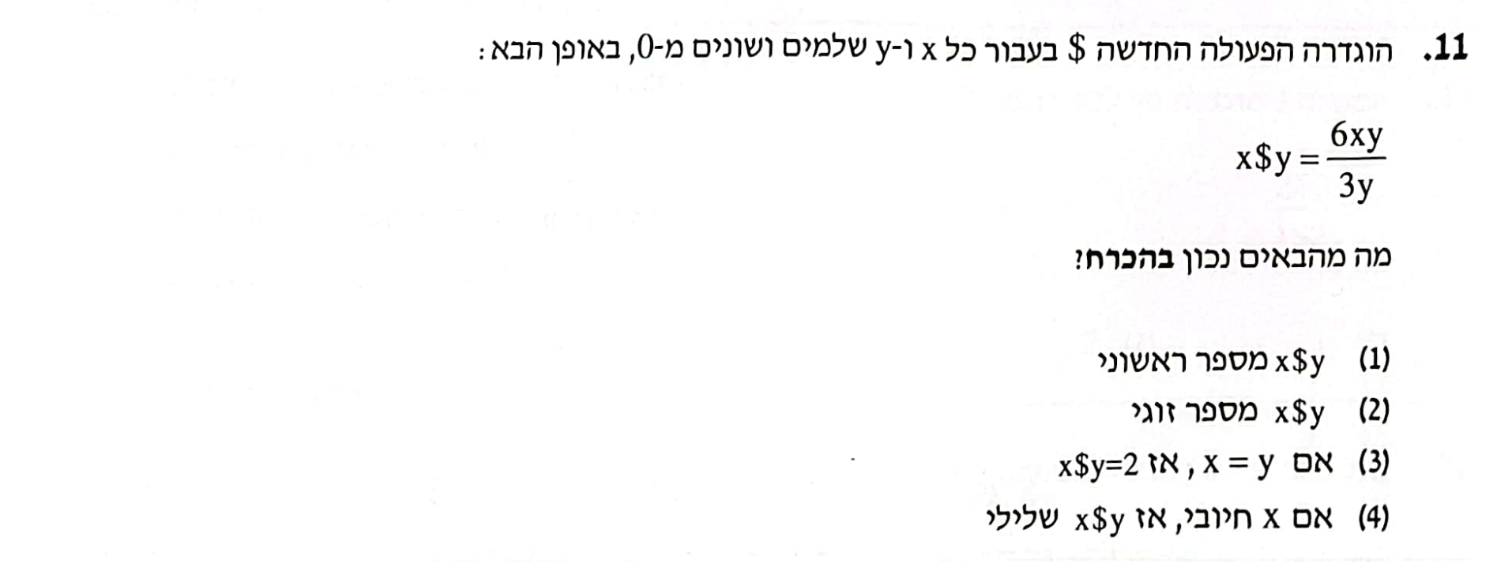 11. הוגדרה הפעולה החדשה $ בעבור כל x ו-y שלמים ושונים מ-0, באופן הבא:
x$y = 6xy / 3y
מה מהבאים נכון בהכרח?
(1) x$y מספר ראשוני
(2) x$y מספר זוגי
(3) אם x = y, אז x$y=2
(4) אם x חיובי, אז x$y שלילי